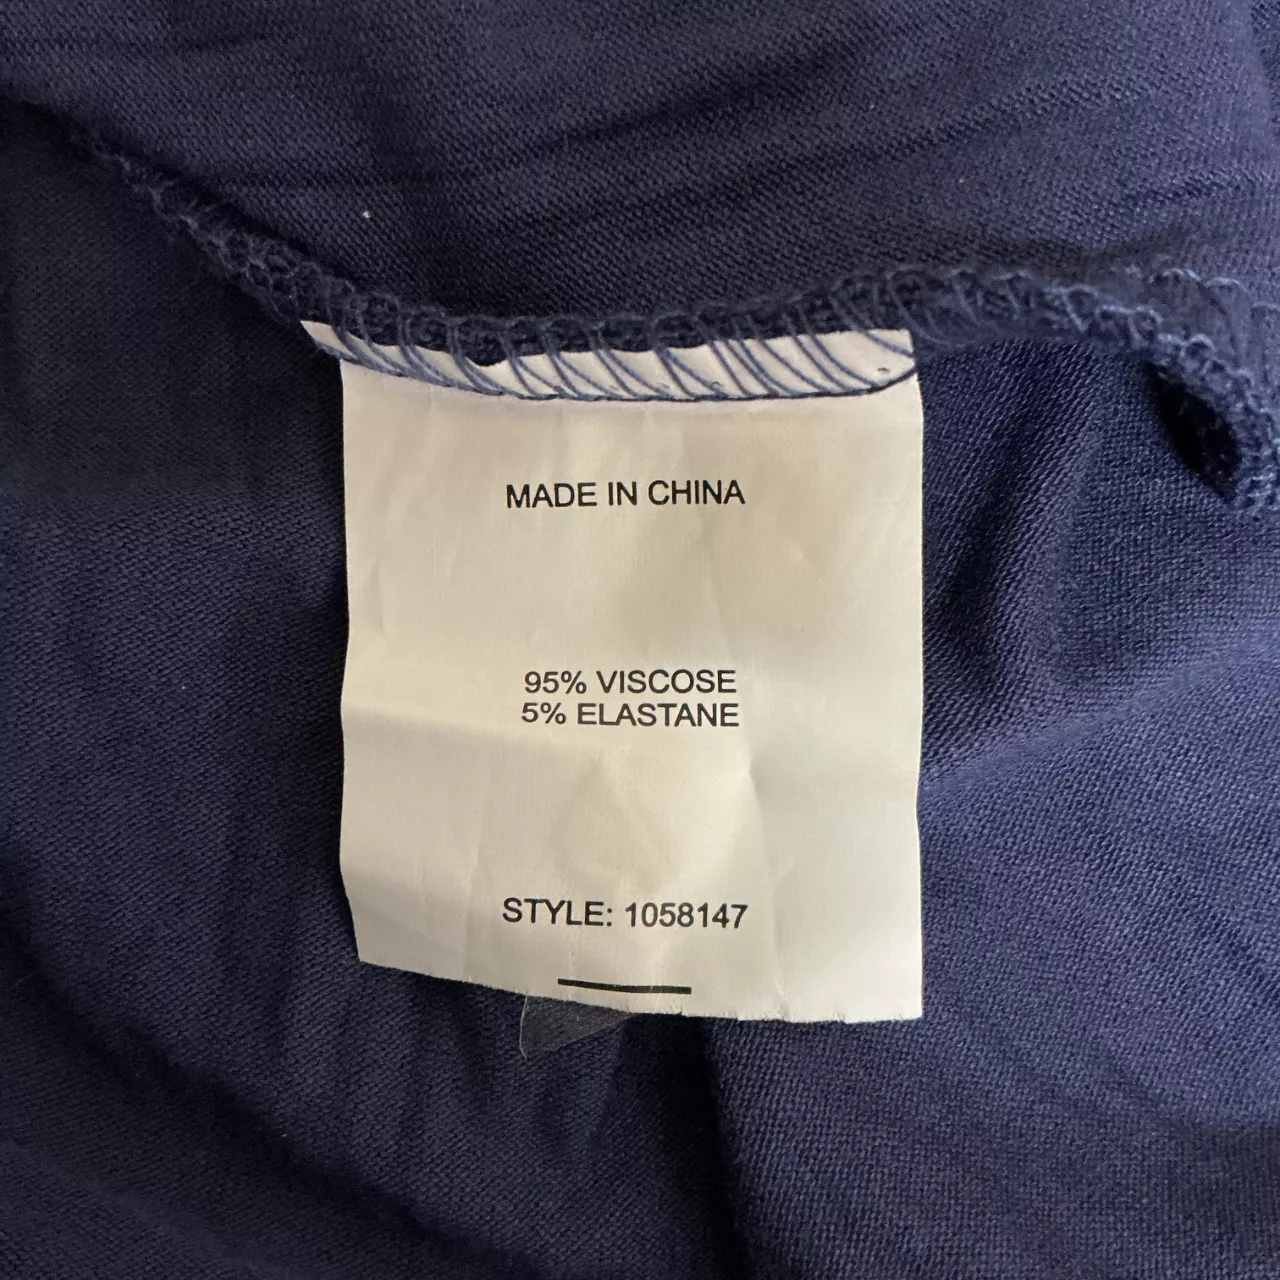 MADE IN CHINA
95% VISCOSE
5% ELASTANE
STYLE: 1058147